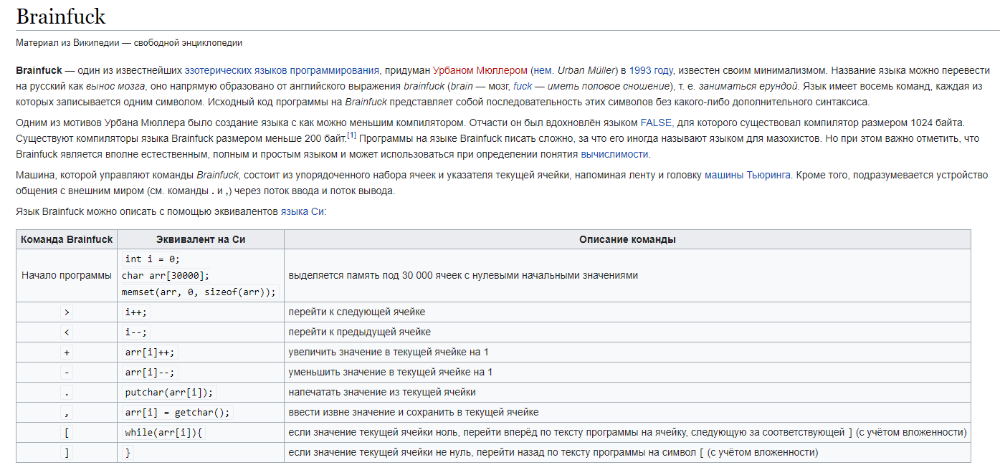 Brainfuck
Материал из Википедии — свободной энциклопедии
Brainfuck — один из известнейших эзотерических языков программирования, придуман Урбаном Мюллером (нем. Urban Müller) в 1993 году, известен своим минимализмом. Название языка можно перевести
на русский как вынос мозга, оно напрямую образовано от английского выражения brainfuck (brain — мозг, fuck — иметь половое сношение), т. е. заниматься ерундой. Язык имеет восемь команд, каждая из
которых записывается одним символом. Исходный код программы на Brainfuck представляет собой последовательность этих символов без какого-либо дополнительного синтаксиса.
Одним из мотивов Урбана Мюллера было создание языка с как можно меньшим компилятором. Отчасти он был вдохновлён языком FALSE, для которого существовал компилятор размером 1024 байта.
Существуют компиляторы языка Brainfuck размером меньше 200 байт.[1] Программы на языке Brainfuck писать сложно, за что его иногда называют языком для мазохистов. Но при этом важно отметить, что
Brainfuck является вполне естественным, полным и простым языком и может использоваться при определении понятия вычислимости.
Машина, которой управляют команды Brainfuck, состоит из упорядоченного набора ячеек и указателя текущей ячейки, напоминая ленту и головку машины Тьюринга. Кроме того, подразумевается устройство
общения с внешним миром (см. команды . и ,) через поток ввода и поток вывода.
Язык Brainfuck можно описать с помощью эквивалентов языка Си:
Команда Brainfuck Эквивалент на Си Описание команды
Начало программы
int i = 0;
char arr[30000];
memset(arr, 0, sizeof(arr));
выделяется память под 30 000 ячеек с нулевыми начальными значениями
> i++; перейти к следующей ячейке
< i--; перейти к предыдущей ячейке
+ arr[i]++; увеличить значение в текущей ячейке на 1
- arr[i]--; уменьшить значение в текущей ячейке на 1
. putchar(arr[i]); напечатать значение из текущей ячейки
, arr[i] = getchar(); ввести извне значение и сохранить в текущей ячейке
[ while(arr[i]){ если значение текущей ячейки ноль, перейти вперёд по тексту программы на ячейку, следующую за соответствующей ] (с учётом вложенности)
] } если значение текущей ячейки не нуль, перейти назад по тексту программы на символ [ (с учётом вложенности)